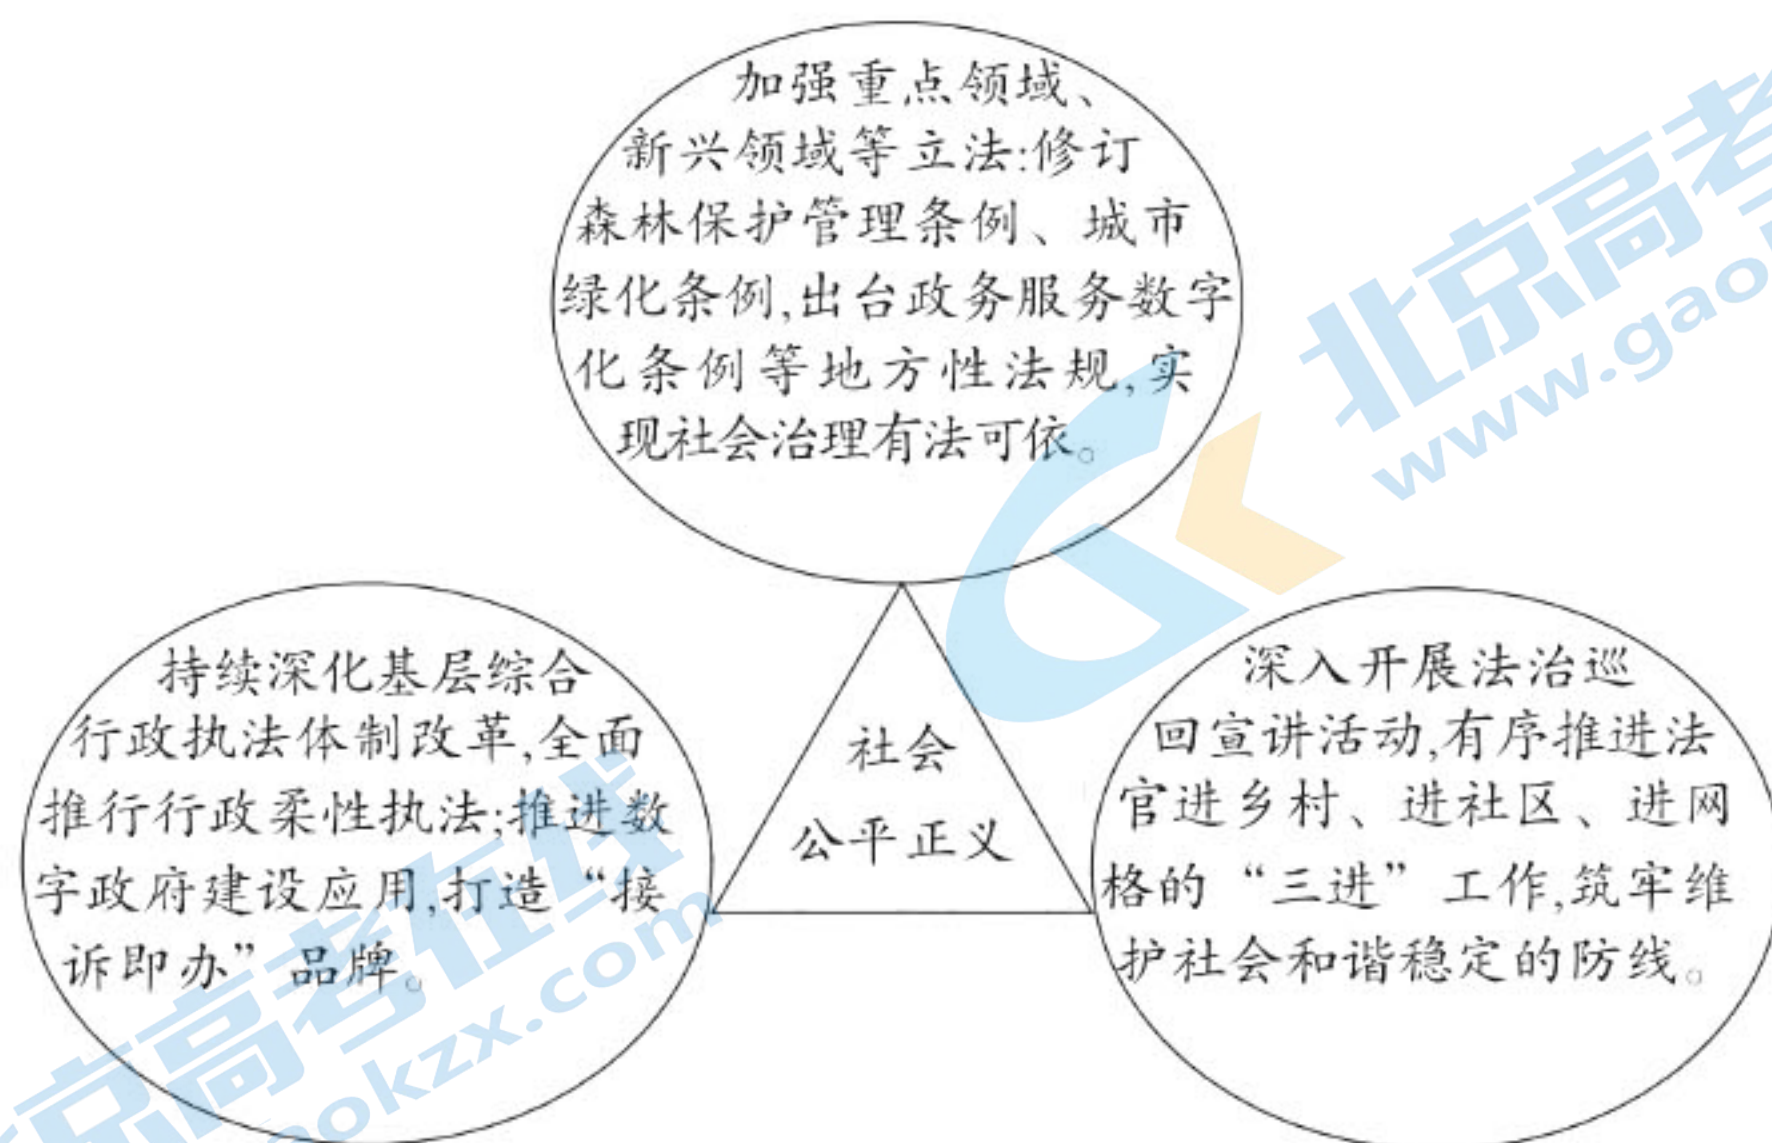 加强重点领域、
新兴领域等立法:修订
森林保护管理条例、城市
绿化条例,出台政务服务数字
化条例等地方性法规,实
现社会治理有法可依。
持续深化基层综合
行政执法体制改革,全面
推行行政柔性执法;推进数
字政府建设应用,打造“接
诉即办”品牌。
社会
公平正义
深入开展法治巡
回宣讲活动,有序推进法
官进乡村、进社区、进网
格的“三进”工作,筑牢维
护社会和谐稳定的防线。
北京高考
www.gao
京高考在线
okzx.com